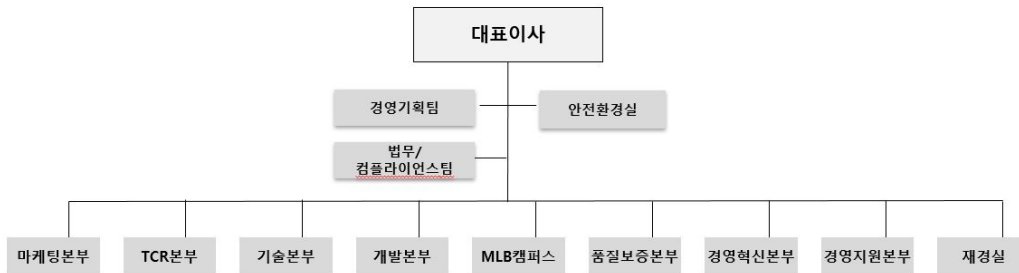 대표이사
경영기획팀
안전환경실
법무/
컴플라이언스팀
마케팅본부
TCR본부
기술본부
개발본부
MLB캠퍼스
품질보증본부
경영혁신본부
경영지원본부
재경실